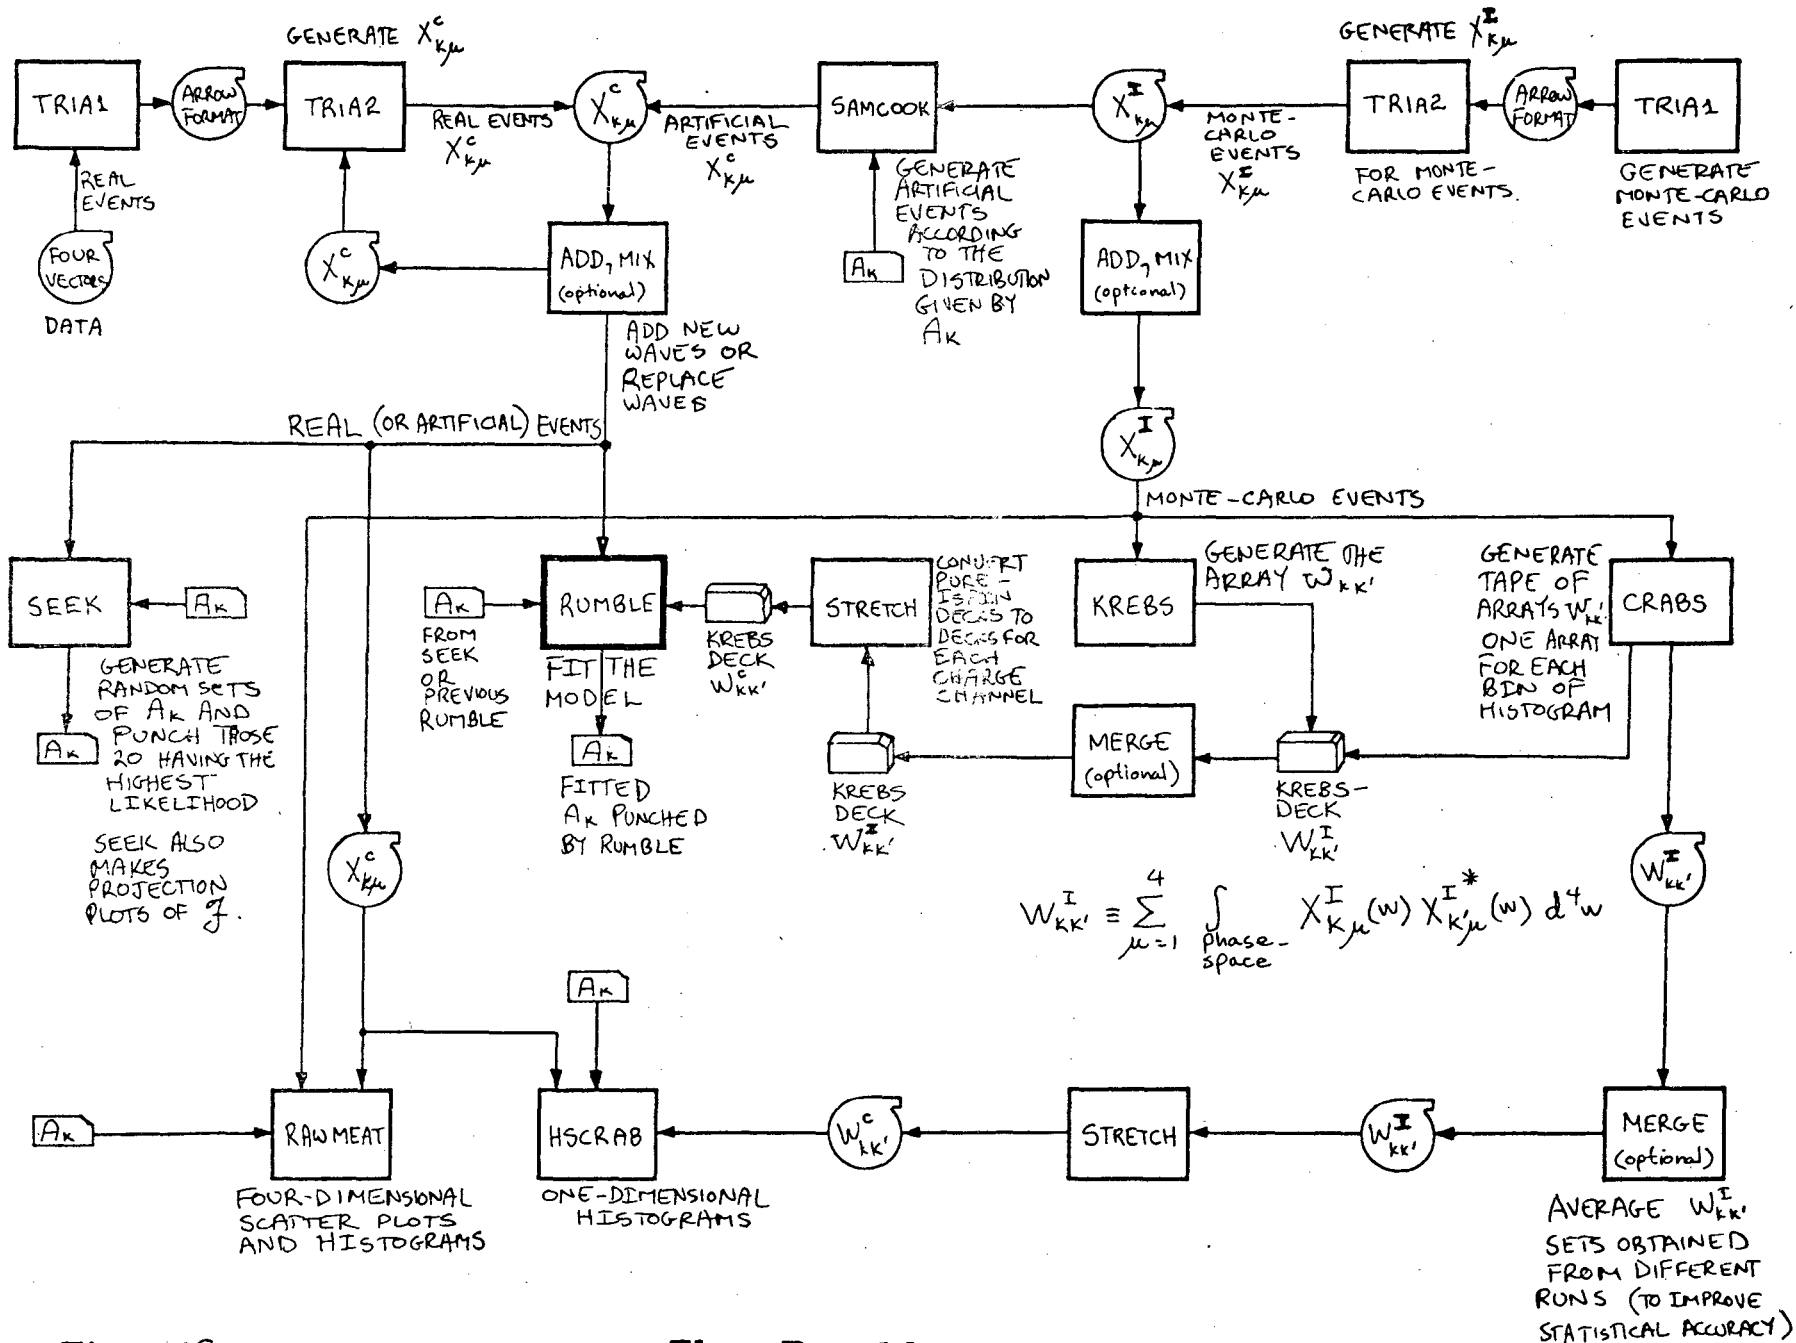 GENERATE X^C_Kμ
TRIA1
ARROW
FORMAT
TRIA2
REAL EVENTS
X^C_Kμ
X^C_Kμ
ARTIFICIAL
EVENTS
X^C_Kμ
SAMCOOK
X^I_Kμ
MONTE-
CARLO
EVENTS
X^I_Kμ
GENERATE X^I_Kμ
TRIA2
ARROW
FORMAT
TRIA1
REAL
EVENTS
FOUR
VECTORS
DATA
X^C_Kμ
ADD, MIX
(optional)
ADD NEW
WAVES OR
REPLACE
WAVES
A_K
GENERATE
ARTIFICIAL
EVENTS
ACCORDING
TO THE
DISTRIBUTION
GIVEN BY
A_K
ADD, MIX
(optional)
FOR MONTE-
CARLO EVENTS.
GENERATE
MONTE-CARLO
EVENTS
REAL (OR ARTIFICIAL) EVENTS
X^I_Kμ
MONTE-CARLO EVENTS
SEEK
A_K
GENERATE
RANDOM SETS
OF A_K AND
PUNCH THOSE
20 HAVING THE
HIGHEST
LIKELIHOOD
A_K
SEEK ALSO
MAKES
PROJECTION
PLOTS OF ℱ.
A_K
FROM
SEEK
OR
PREVIOUS
RUMBLE
RUMBLE
FIT THE
MODEL
A_K
FITTED
A_K PUNCHED
BY RUMBLE
KREBS
DECK
W^C_KK'
STRETCH
CONVERT
PURE-
ISPIN
DECKS TO
DECKS FOR
EACH
CHARGE
CHANNEL
KREBS
GENERATE THE
ARRAY W_KK'
GENERATE
TAPE OF
ARRAYS W_KK'
ONE ARRAY
FOR EACH
BIN OF
HISTOGRAM
CRABS
KREBS
DECK
W^I_KK'
MERGE
(optional)
KREBS-
DECK
W^I_KK'
X^C_Kμ
W^I_KK' ≡ Σ^4_μ=1 ∫_phase-space X^I_Kμ(w) X^I*_K'μ(w) d^4w
W^I_KK'
A_K
A_K
RAWMEAT
FOUR-DIMENSIONAL
SCATTER PLOTS
AND HISTOGRAMS
HSCRAB
ONE-DIMENSIONAL
HISTOGRAMS
W^C_KK'
STRETCH
W^I_KK'
MERGE
(optional)
AVERAGE W^I_KK'
SETS OBTAINED
FROM DIFFERENT
RUNS (TO IMPROVE
STATISTICAL ACCURACY)